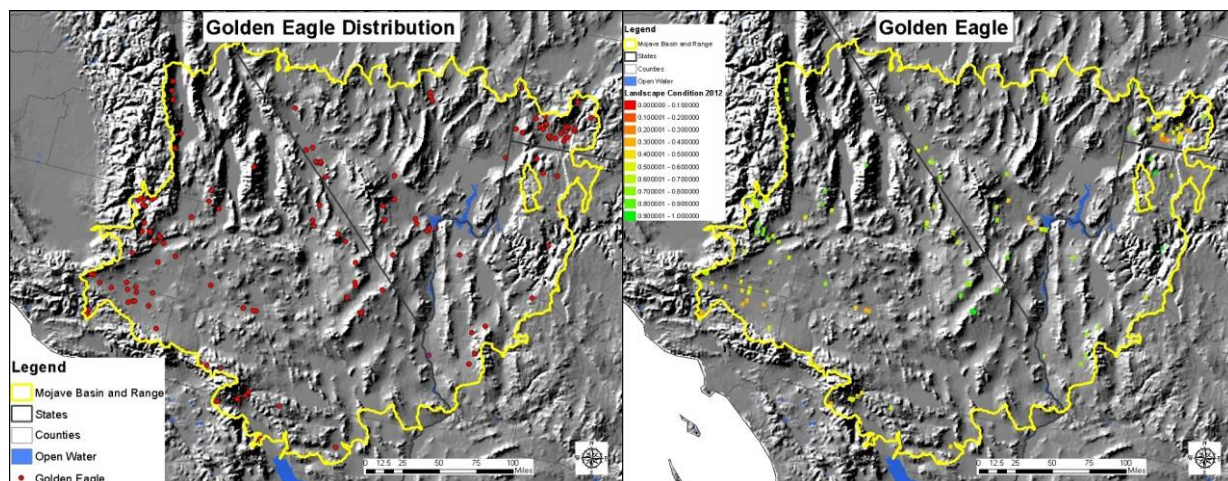 Golden Eagle Distribution
Legend
Mojave Basin and Range
States
Counties
Open Water
Golden Eagle
0 12.5 25 50 75 100
Miles
Golden Eagle
Legend
Mojave Basin and Range
States
Counties
Open Water
Landscape Condition 2012
0.000000 - 0.100000
0.100001 - 0.200000
0.200001 - 0.300000
0.300001 - 0.400000
0.400001 - 0.500000
0.500001 - 0.600000
0.600001 - 0.700000
0.700001 - 0.800000
0.800001 - 0.900000
0.900001 - 1.000000
0 12.5 25 50 75 100
Miles